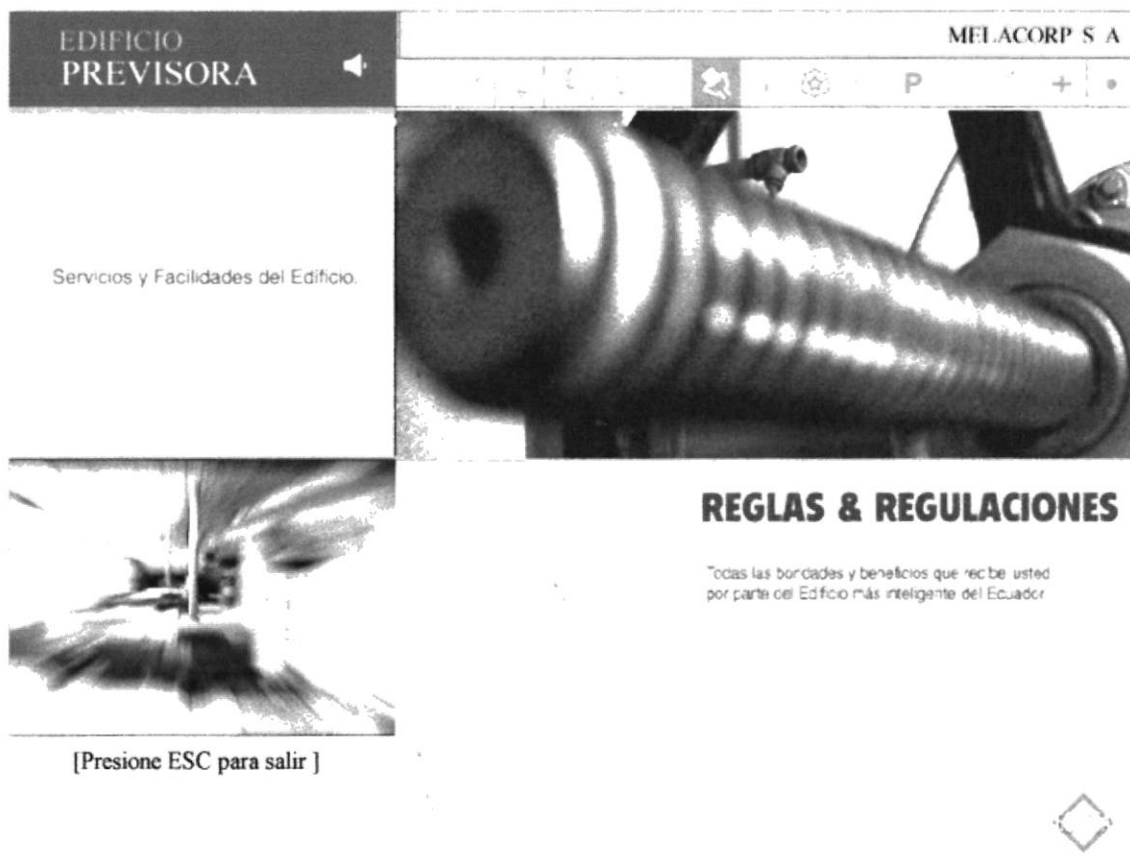 EDIFICIO
PREVISORA
MELACORP S A
P
Servicios y Facilidades del Edificio.
REGLAS & REGULACIONES
Todas las bondades y beneficios que recibe usted
por parte del Edificio más inteligente del Ecuador
[Presione ESC para salir ]